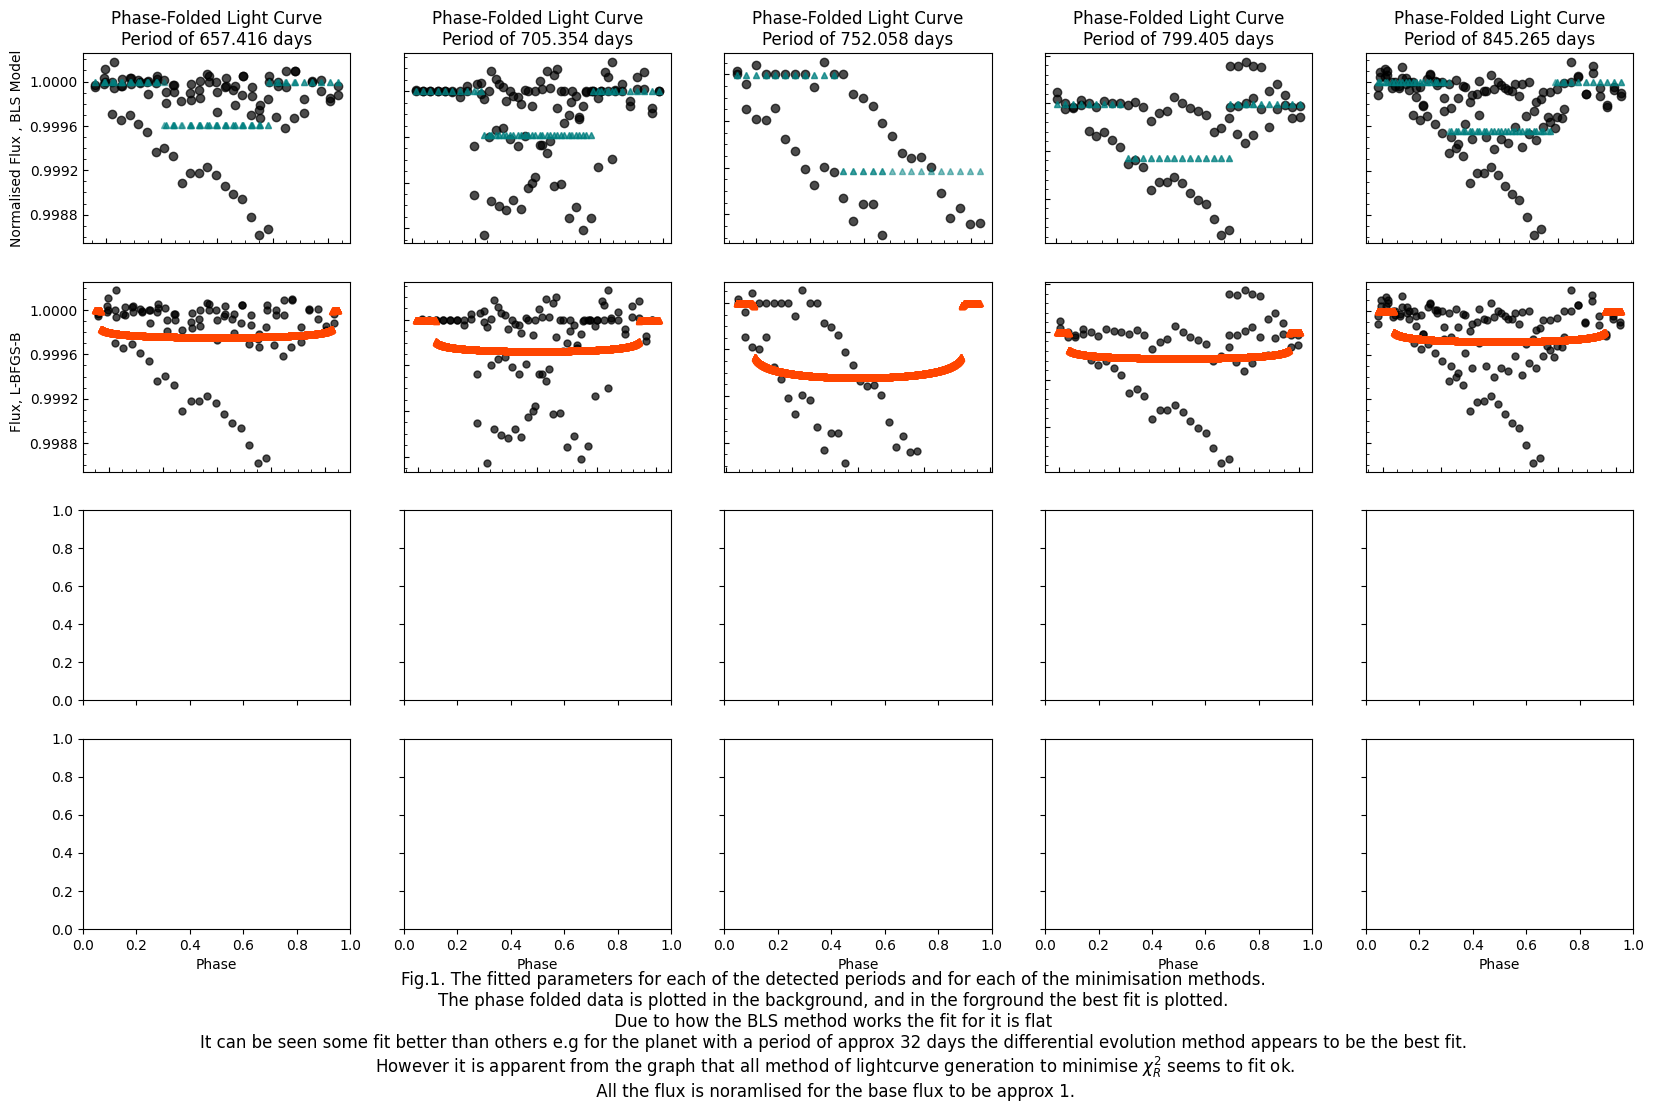 Phase-Folded Light Curve
Period of 657.416 days
Phase-Folded Light Curve
Period of 705.354 days
Phase-Folded Light Curve
Period of 752.058 days
Phase-Folded Light Curve
Period of 799.405 days
Phase-Folded Light Curve
Period of 845.265 days
Normalised Flux , BLS Model
1.0000
0.9996
0.9992
0.9988
Flux, L-BFGS-B
1.0000
0.9996
0.9992
0.9988
1.0
0.8
0.6
0.4
0.2
0.0
0.0 0.2 0.4 0.6 0.8 1.0
1.0
0.8
0.6
0.4
0.2
0.0
0.0 0.2 0.4 0.6 0.8 1.0
0.0 0.2 0.4 0.6 0.8 1.0
0.0 0.2 0.4 0.6 0.8 1.0
0.0 0.2 0.4 0.6 0.8 1.0
Phase
Phase
Phase
Phase
Phase
Fig.1. The fitted parameters for each of the detected periods and for each of the minimisation methods.
The phase folded data is plotted in the background, and in the forground the best fit is plotted.
Due to how the BLS method works the fit for it is flat
It can be seen some fit better than others e.g for the planet with a period of approx 32 days the differential evolution method appears to be the best fit.
However it is apparent from the graph that all method of lightcurve generation to minimise χ²_R seems to fit ok.
All the flux is noramlised for the base flux to be approx 1.